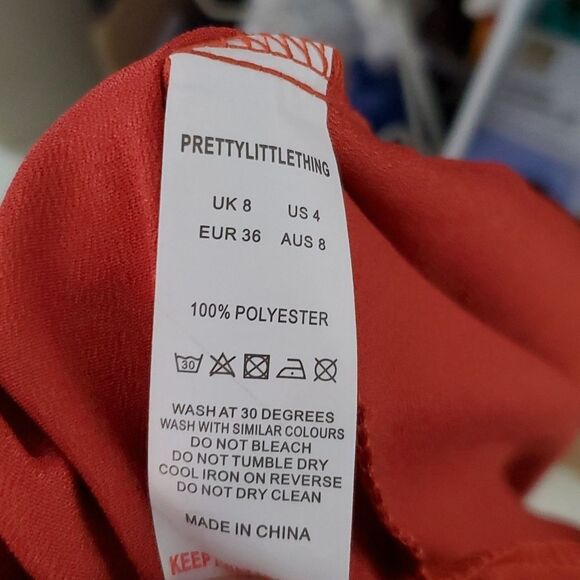 PRETTYLITTLETHING
UK 8 US 4
EUR 36 AUS 8
100% POLYESTER
30
WASH AT 30 DEGREES
WASH WITH SIMILAR COLOURS
DO NOT BLEACH
DO NOT TUMBLE DRY
COOL IRON ON REVERSE
DO NOT DRY CLEAN
MADE IN CHINA
KEEP